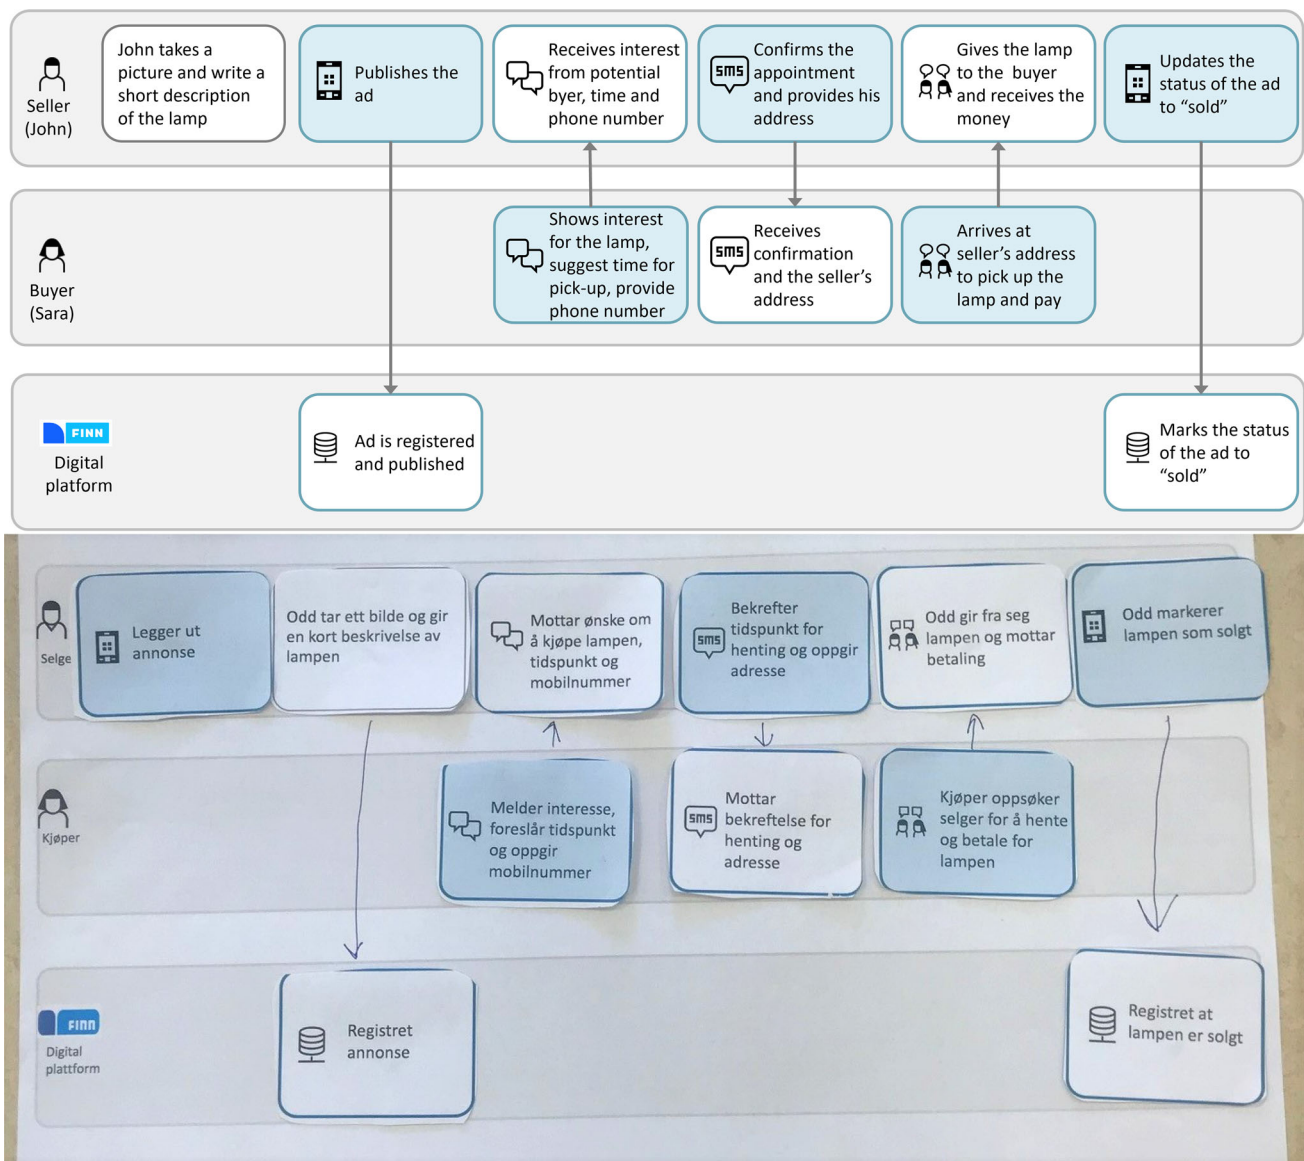 Seller
(John)
John takes a
picture and write a
short description
of the lamp
Publishes the
ad
Receives interest
from potential
byer, time and
phone number
SMS
Confirms the
appointment
and provides his
address
Gives the lamp
to the buyer
and receives the
money
Updates the
status of the ad
to “sold”
Buyer
(Sara)
Shows interest
for the lamp,
suggest time for
pick-up, provide
phone number
SMS
Receives
confirmation
and the seller’s
address
Arrives at
seller’s address
to pick up the
lamp and pay
FINN
Digital
platform
Ad is registered
and published
Marks the status
of the ad to
“sold”
Selge
Legger ut
annonse
Odd tar ett bilde og gir
en kort beskrivelse av
lampen
Mottar ønske om
å kjøpe lampen,
tidspunkt og
mobilnummer
SMS
Bekrefter
tidspunkt for
henting og oppgir
adresse
Odd gir fra seg
lampen og mottar
betaling
Odd markerer
lampen som solgt
Kjøper
Melder interesse,
foreslår tidspunkt
og oppgir
mobilnummer
SMS
Mottar
bekreftelse for
henting og
adresse
Kjøper oppsøker
selger for å hente
og betale for
lampen
FINN
Digital
plattform
Registret
annonse
Registret at
lampen er solgt